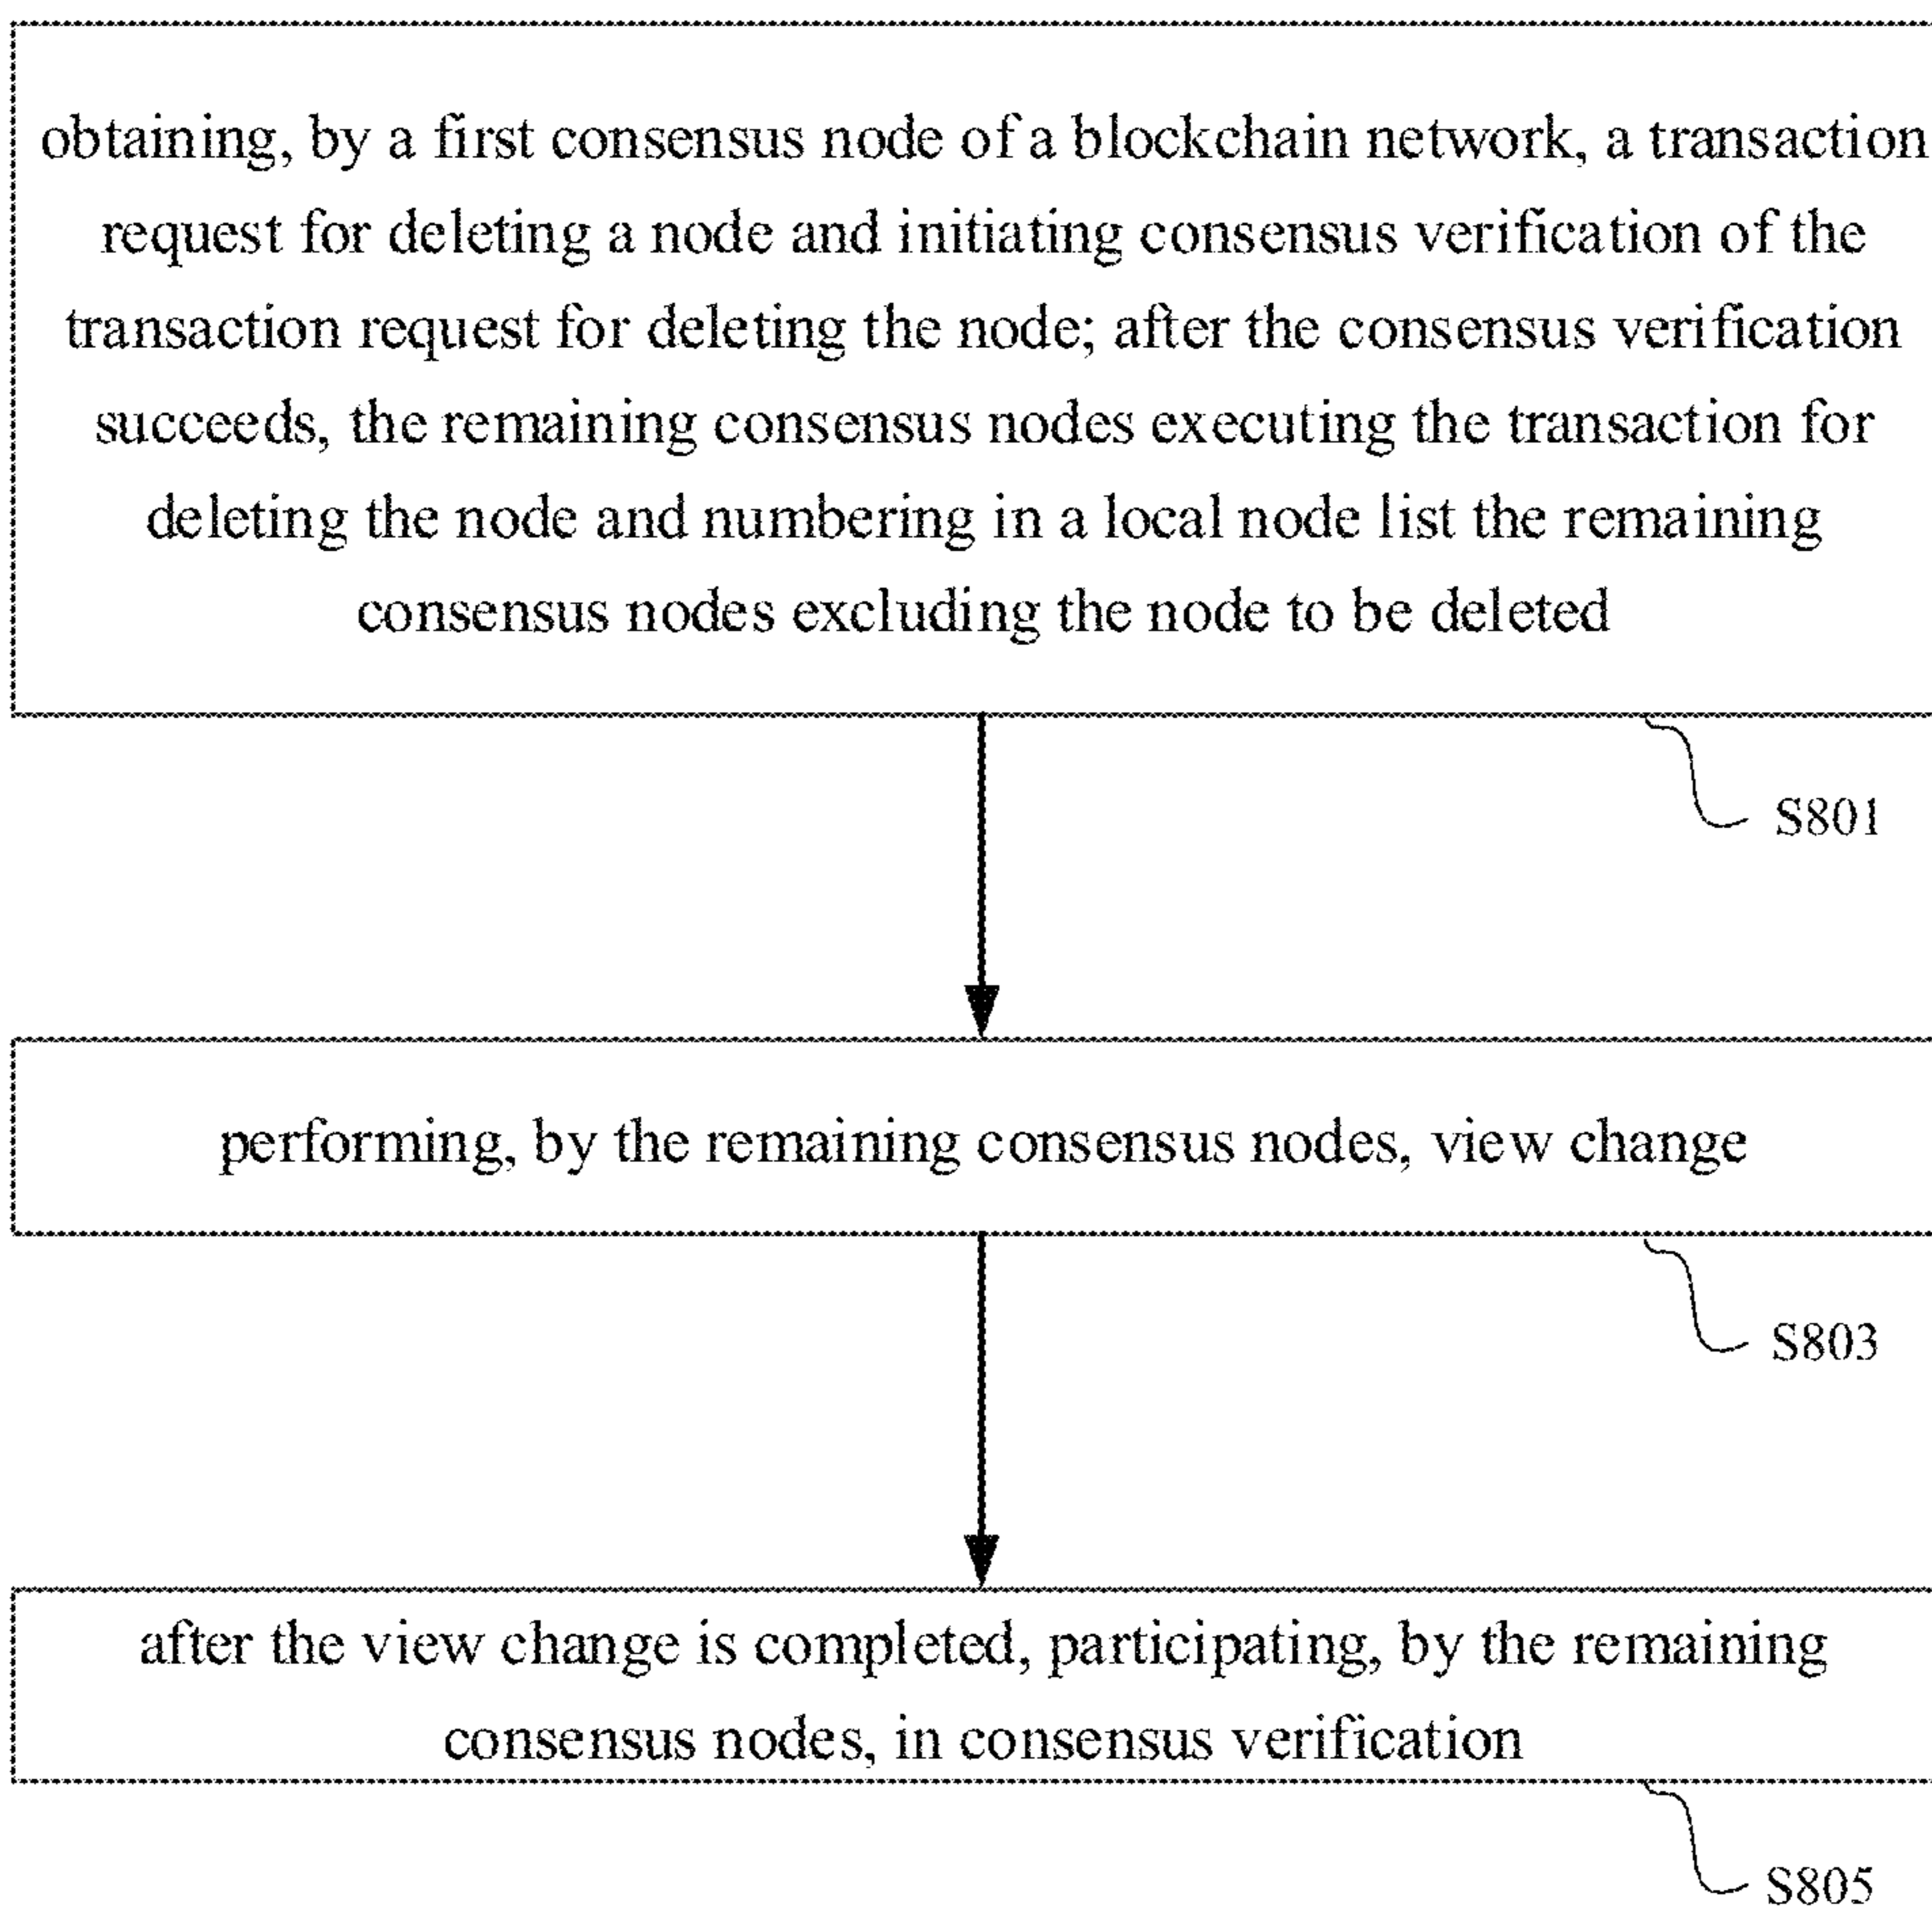 obtaining, by a first consensus node of a blockchain network, a transaction
request for deleting a node and initiating consensus verification of the
transaction request for deleting the node; after the consensus verification
succeeds, the remaining consensus nodes executing the transaction for
deleting the node and numbering in a local node list the remaining
consensus nodes excluding the node to be deleted
S801
performing, by the remaining consensus nodes, view change
S803
after the view change is completed, participating, by the remaining
consensus nodes, in consensus verification
S805